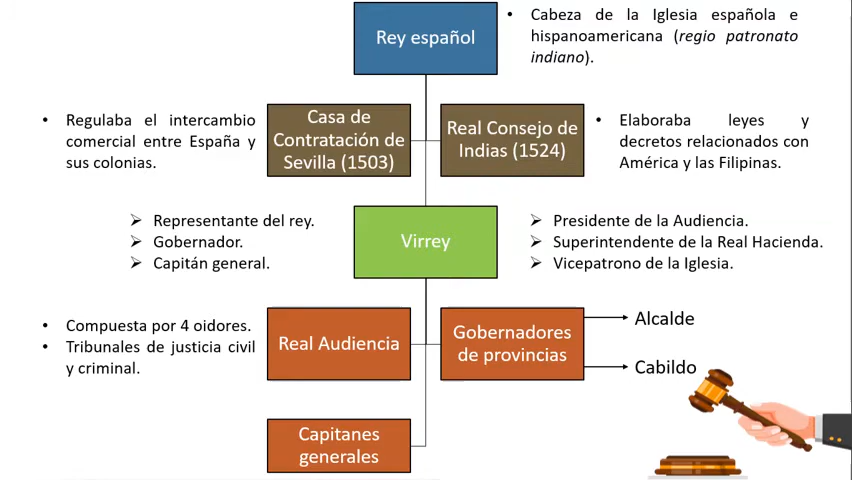 Rey español
• Cabeza de la Iglesia española e
hispanoamericana (regio patronato
indiano).
• Regulaba el intercambio
comercial entre España y
sus colonias.
Casa de
Contratación de
Sevilla (1503)
Real Consejo de
Indias (1524)
• Elaboraba leyes y
decretos relacionados con
América y las Filipinas.
➢ Representante del rey.
➢ Gobernador.
➢ Capitán general.
Virrey
➢ Presidente de la Audiencia.
➢ Superintendente de la Real Hacienda.
➢ Vicepatrono de la Iglesia.
• Compuesta por 4 oidores.
• Tribunales de justicia civil
y criminal.
Real Audiencia
Gobernadores
de provincias
Alcalde
Cabildo
Capitanes
generales